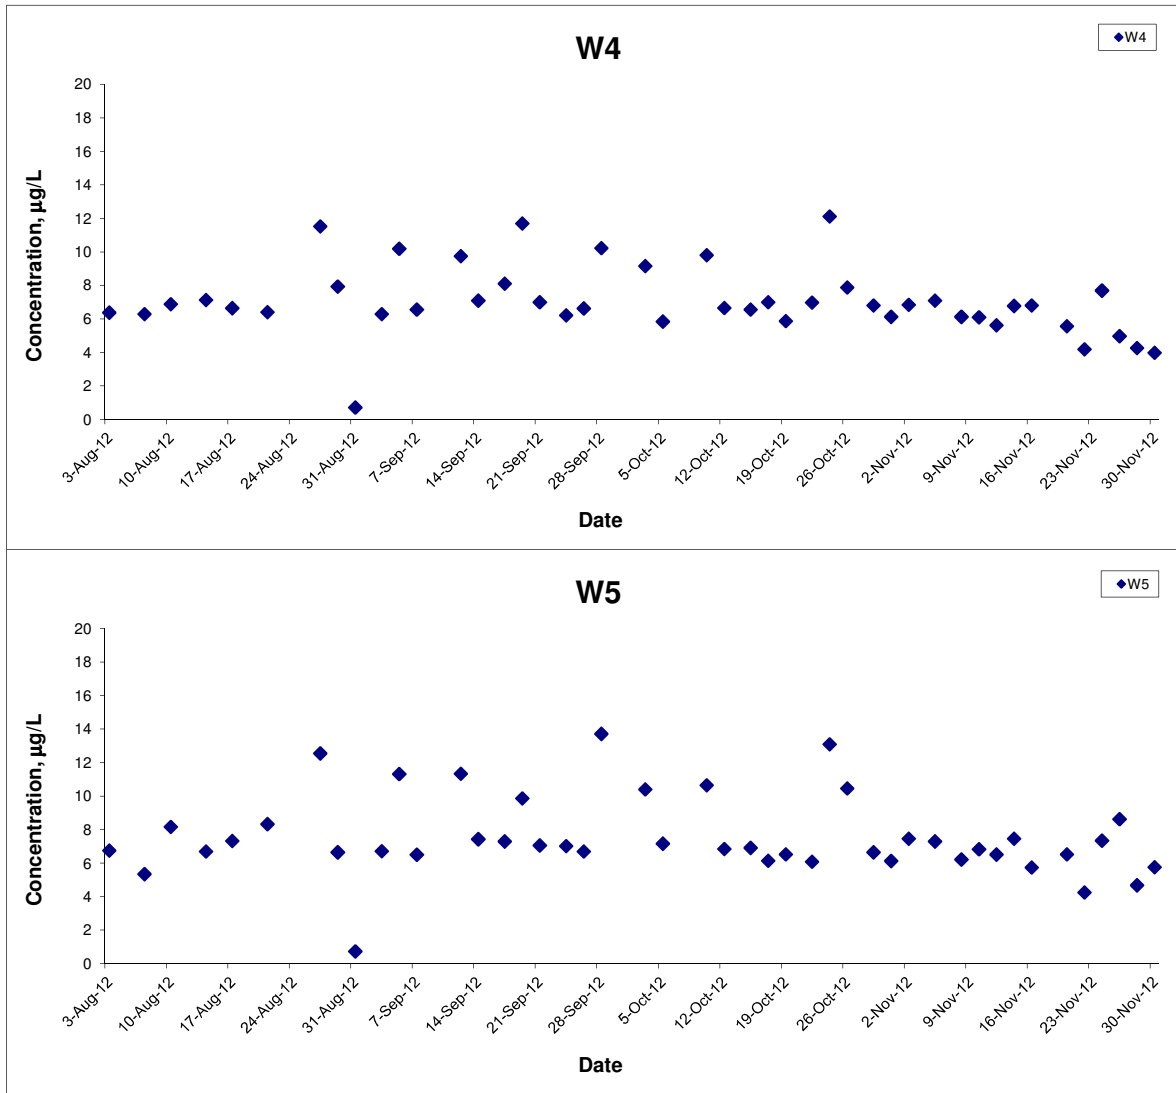 W4
W4
20
18
16
14
12
10
8
6
4
2
0
Concentration, µg/L
3-Aug-12 10-Aug-12 17-Aug-12 24-Aug-12 31-Aug-12 7-Sep-12 14-Sep-12 21-Sep-12 28-Sep-12 5-Oct-12 12-Oct-12 19-Oct-12 26-Oct-12 2-Nov-12 9-Nov-12 16-Nov-12 23-Nov-12 30-Nov-12
Date
W5
W5
20
18
16
14
12
10
8
6
4
2
0
Concentration, µg/L
3-Aug-12 10-Aug-12 17-Aug-12 24-Aug-12 31-Aug-12 7-Sep-12 14-Sep-12 21-Sep-12 28-Sep-12 5-Oct-12 12-Oct-12 19-Oct-12 26-Oct-12 2-Nov-12 9-Nov-12 16-Nov-12 23-Nov-12 30-Nov-12
Date